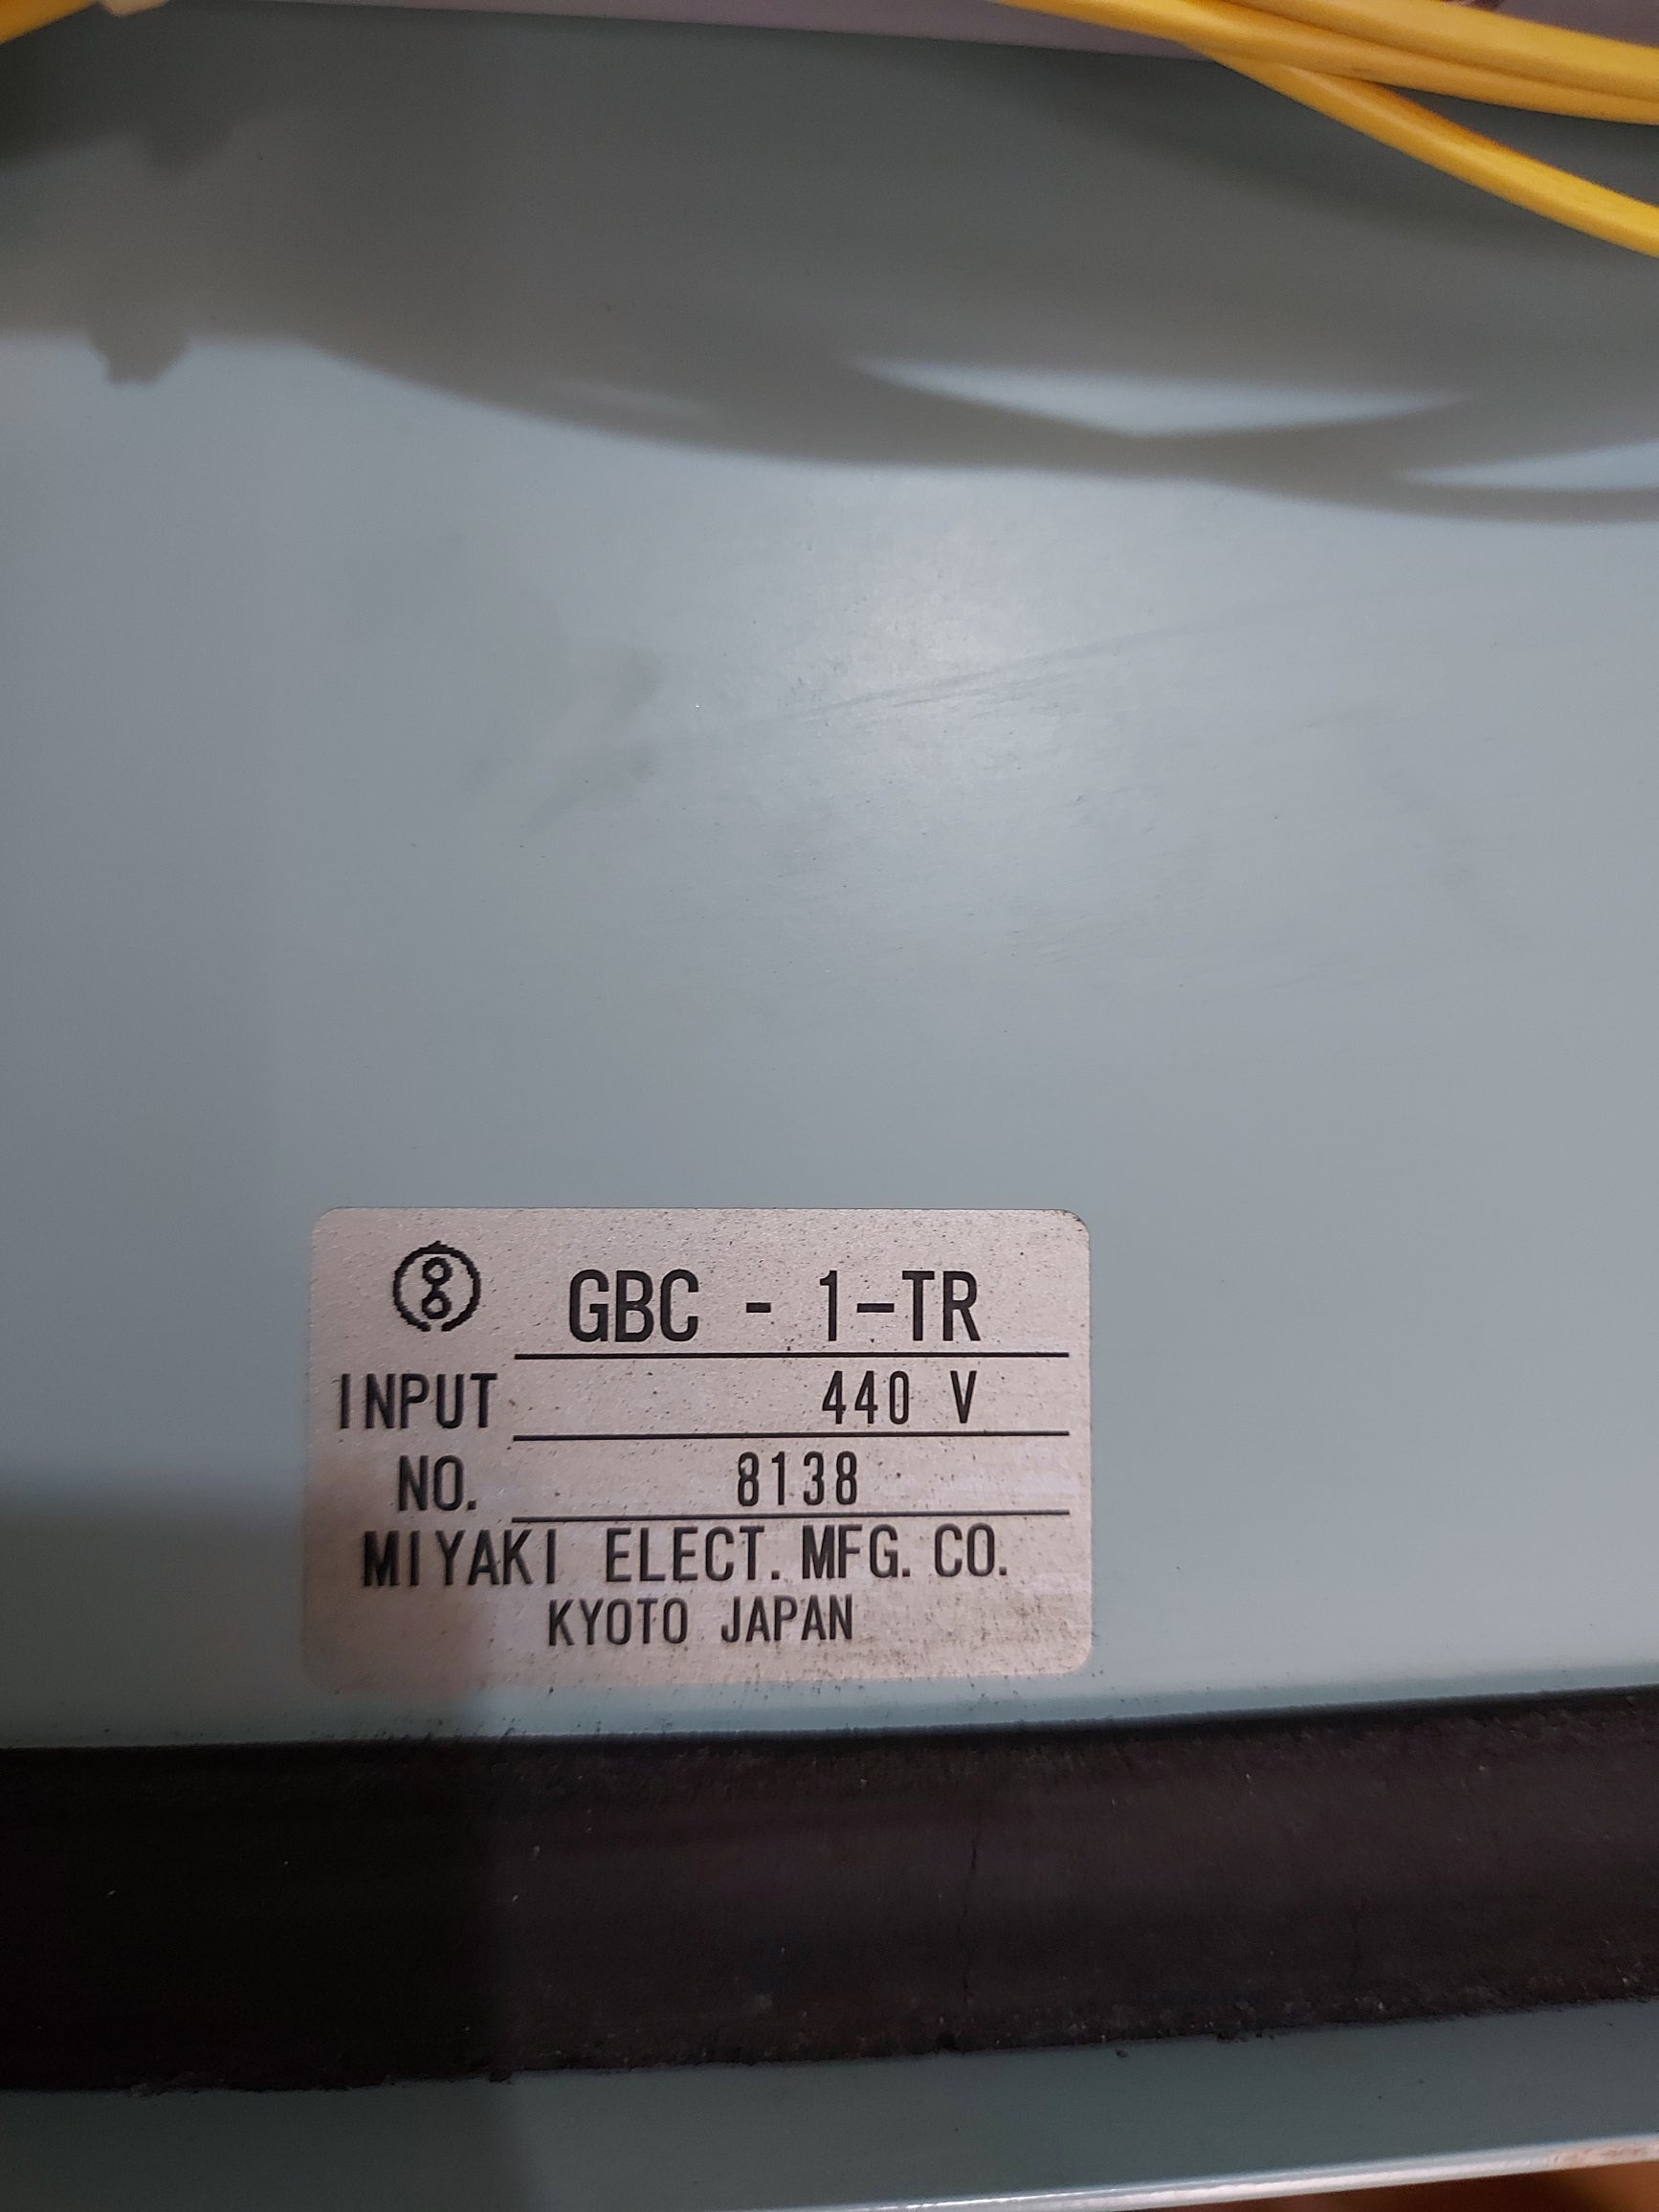 GBC - 1-TR
INPUT 440 V
NO. 8138
MIYAKI ELECT. MFG. CO.
KYOTO JAPAN